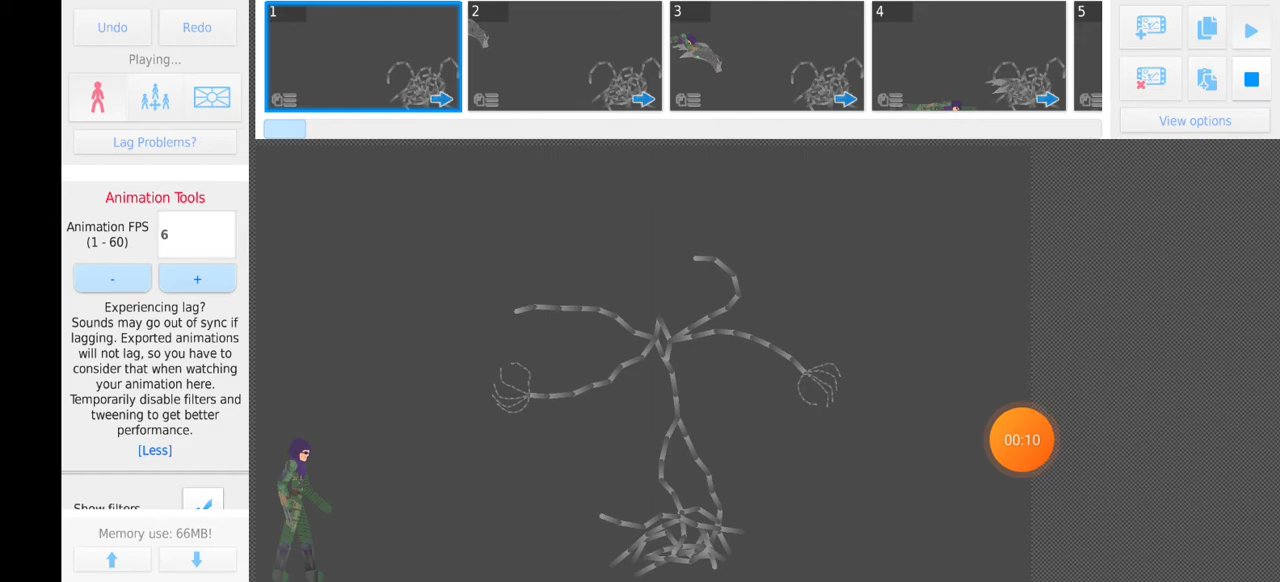 Undo
Redo
Playing...
Lag Problems?
1
2
3
4
5
View options
Animation Tools
Animation FPS
(1 - 60)
6
-
+
Experiencing lag?
Sounds may go out of sync if
lagging. Exported animations
will not lag, so you have to
consider that when watching
your animation here.
Temporarily disable filters and
tweening to get better
performance.
[Less]
Show filters
Memory use: 66MB!
00:10